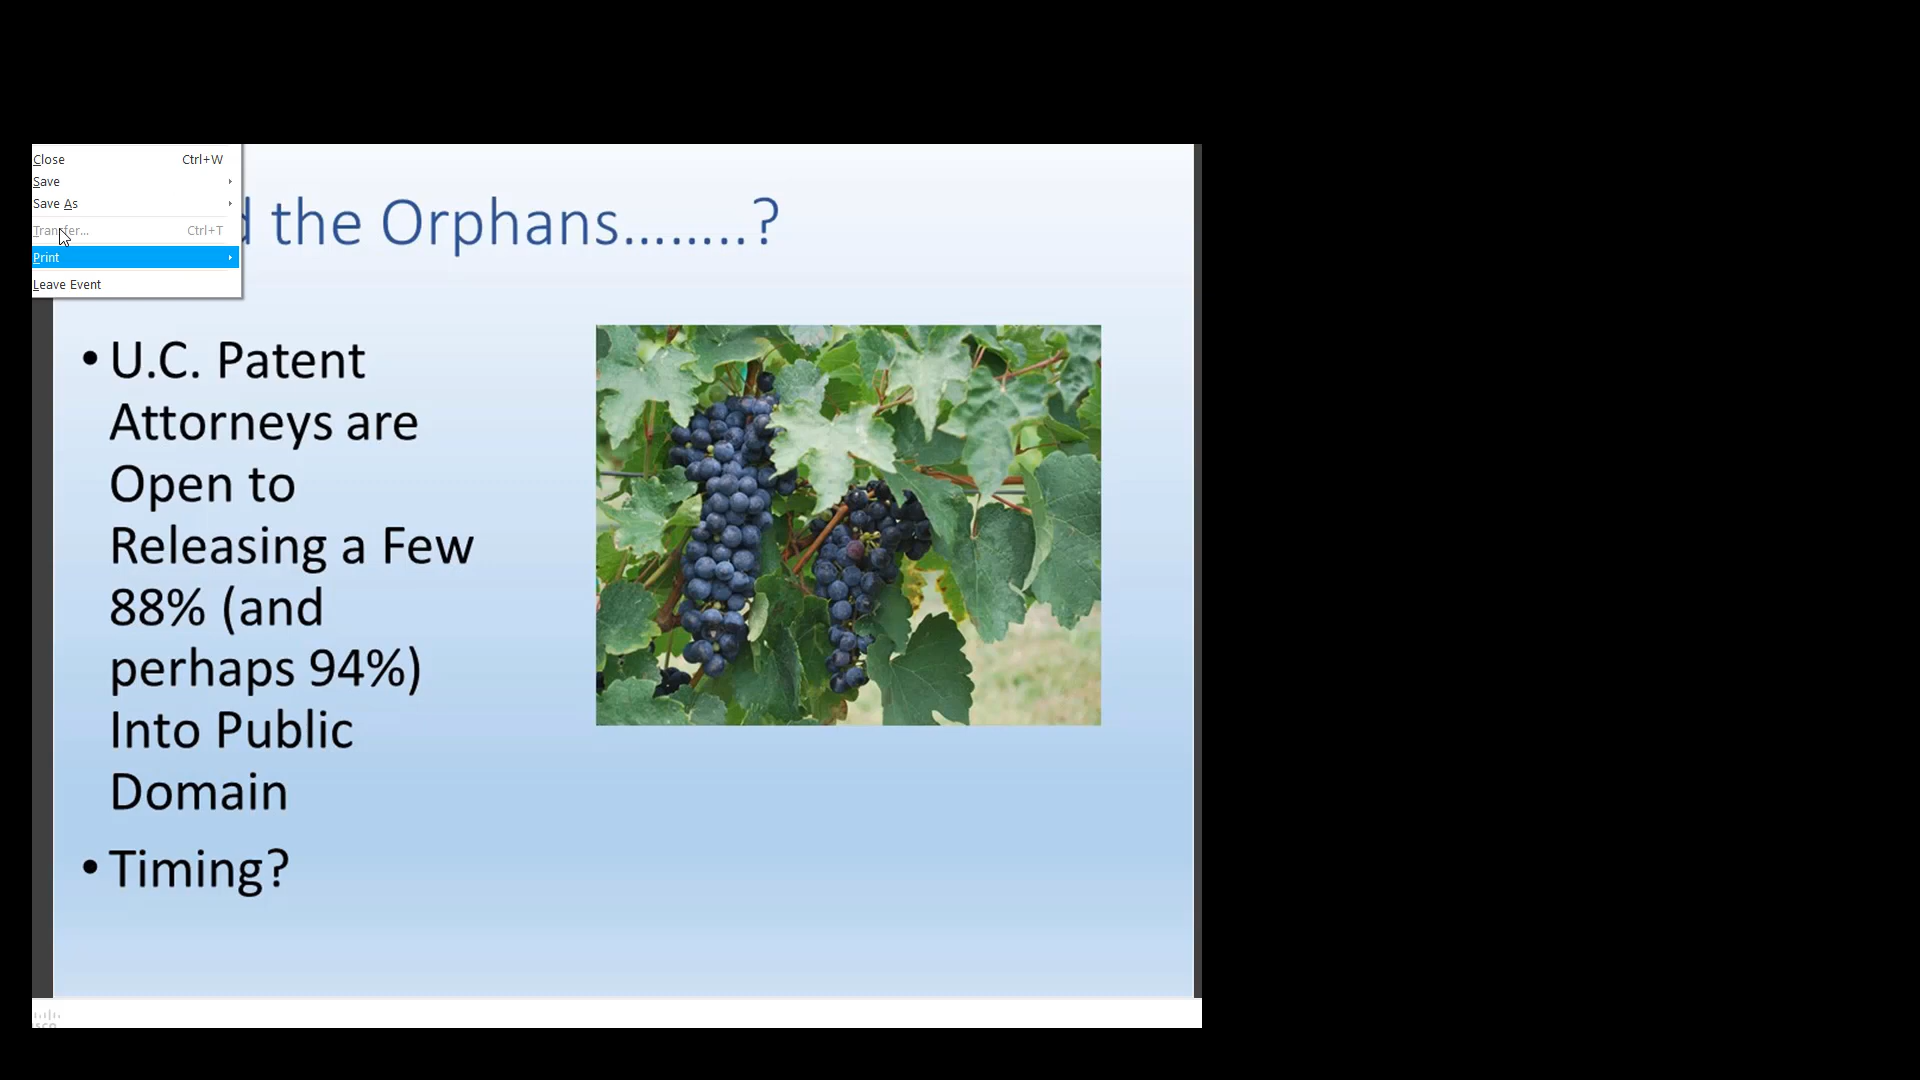 Close Ctrl+W
Save
Save As
Transfer... Ctrl+T
Print
Leave Event
the Orphans........?
• U.C. Patent
Attorneys are
Open to
Releasing a Few
88% (and
perhaps 94%)
Into Public
Domain
• Timing?